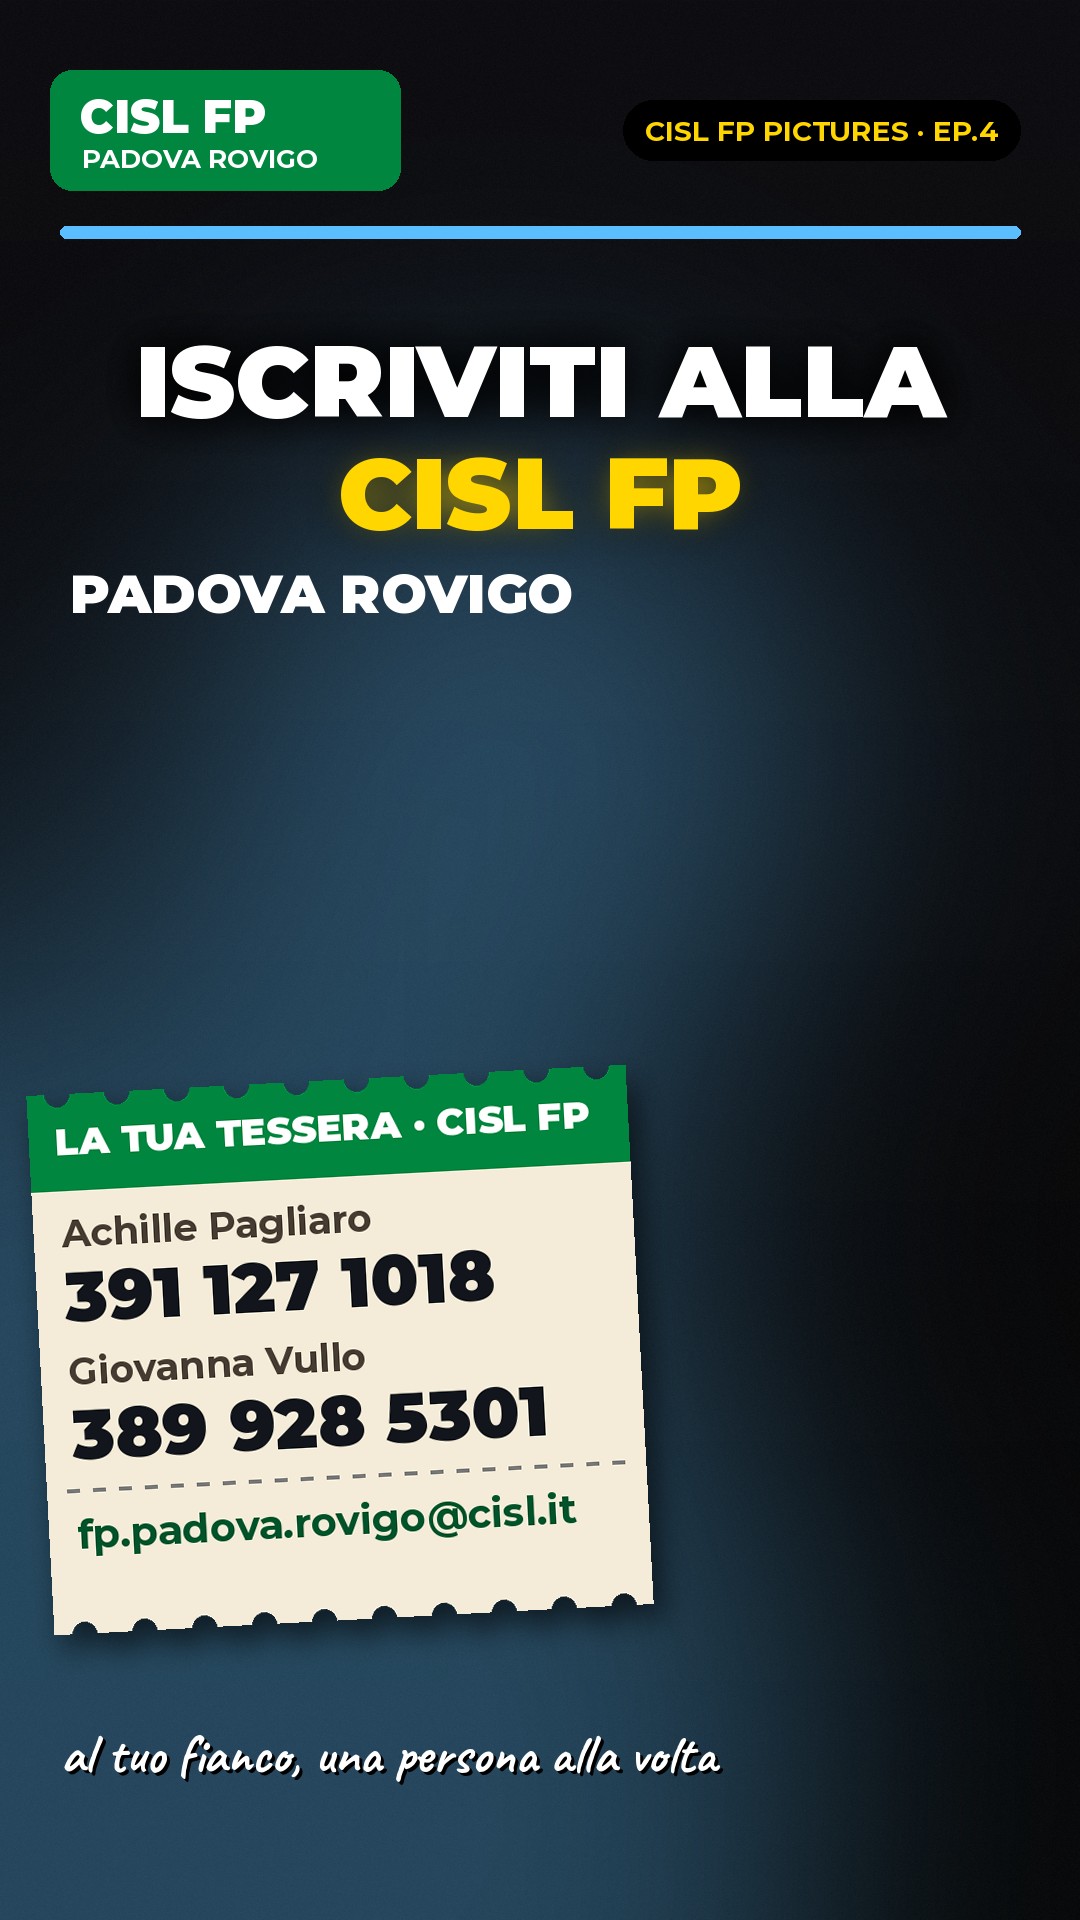 CISL FP
PADOVA ROVIGO
CISL FP PICTURES · EP.4
ISCRIVITI ALLA
CISL FP
PADOVA ROVIGO
LA TUA TESSERA · CISL FP
Achille Pagliaro
391 127 1018
Giovanna Vullo
389 928 5301
fp.padova.rovigo@cisl.it
al tuo fianco, una persona alla volta